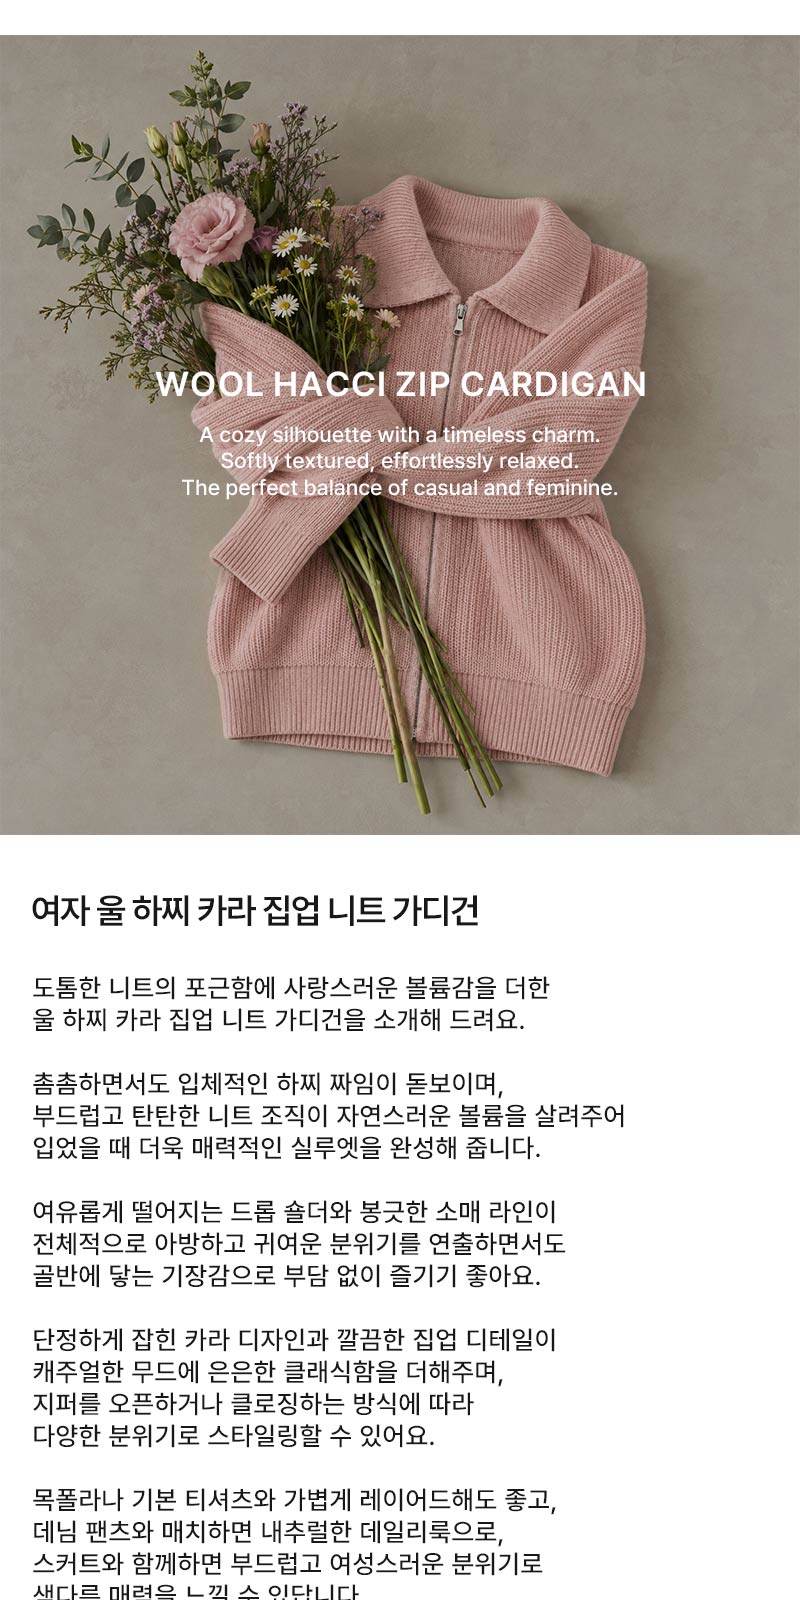 WOOL HACCI ZIP CARDIGAN
A cozy silhouette with a timeless charm.
Softly textured, effortlessly relaxed.
The perfect balance of casual and feminine.
여자 울 하찌 카라 집업 니트 가디건
도톰한 니트의 포근함에 사랑스러운 볼륨감을 더한
울 하찌 카라 집업 니트 가디건을 소개해 드려요.
촘촘하면서도 입체적인 하찌 짜임이 돋보이며,
부드럽고 탄탄한 니트 조직이 자연스러운 볼륨을 살려주어
입었을 때 더욱 매력적인 실루엣을 완성해 줍니다.
여유롭게 떨어지는 드롭 숄더와 봉긋한 소매 라인이
전체적으로 아방하고 귀여운 분위기를 연출하면서도
골반에 닿는 기장감으로 부담 없이 즐기기 좋아요.
단정하게 잡힌 카라 디자인과 깔끔한 집업 디테일이
캐주얼한 무드에 은은한 클래식함을 더해주며,
지퍼를 오픈하거나 클로징하는 방식에 따라
다양한 분위기로 스타일링할 수 있어요.
목폴라나 기본 티셔츠와 가볍게 레이어드해도 좋고,
데님 팬츠와 매치하면 내추럴한 데일리룩으로,
스커트와 함께하면 부드럽고 여성스러운 분위기로
색다른 매력을 느낄 수 있답니다